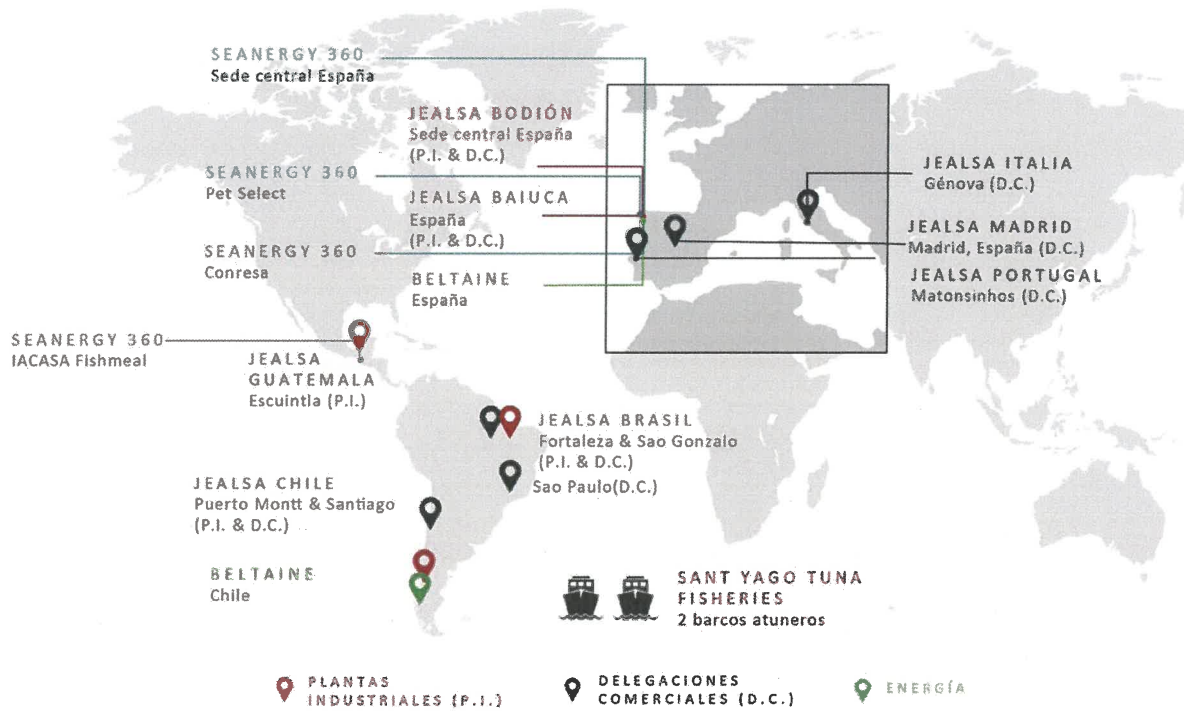 SEANERGY 360
Sede central España
JEALSA BODIÓN
Sede central España
(P.I. & D.C.)
SEANERGY 360
Pet Select
JEALSA BAIUCA
España
(P.I. & D.C.)
SEANERGY 360
Conresa
BELTAINE
España
JEALSA ITALIA
Génova (D.C.)
JEALSA MADRID
Madrid, España (D.C.)
JEALSA PORTUGAL
Matonsinhos (D.C.)
SEANERGY 360
IACASA Fishmeal
JEALSA
GUATEMALA
Escuintla (P.I.)
JEALSA BRASIL
Fortaleza & Sao Gonzalo
(P.I. & D.C.)
Sao Paulo(D.C.)
JEALSA CHILE
Puerto Montt & Santiago
(P.I. & D.C.)
BELTAINE
Chile
SANT YAGO TUNA
FISHERIES
2 barcos atuneros
PLANTAS
INDUSTRIALES (P.I.)
DELEGACIONES
COMERCIALES (D.C.)
ENERGÍA